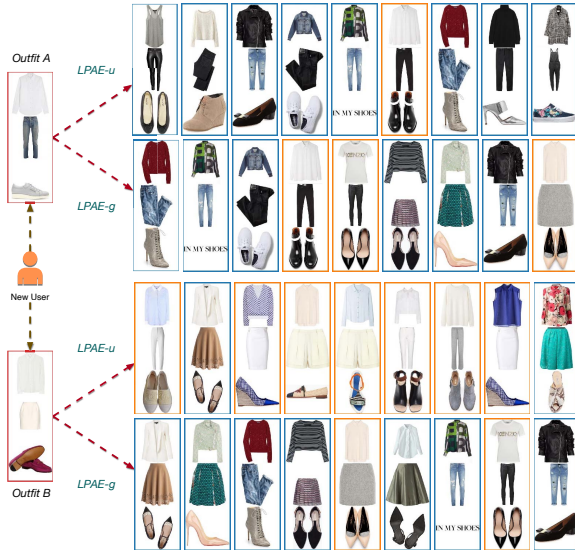 Outfit A
LPAE-u
IN MY SHOES
LPAE-g
IN MY SHOES
New User
LPAE-u
LPAE-g
Outfit B
IN MY SHOES